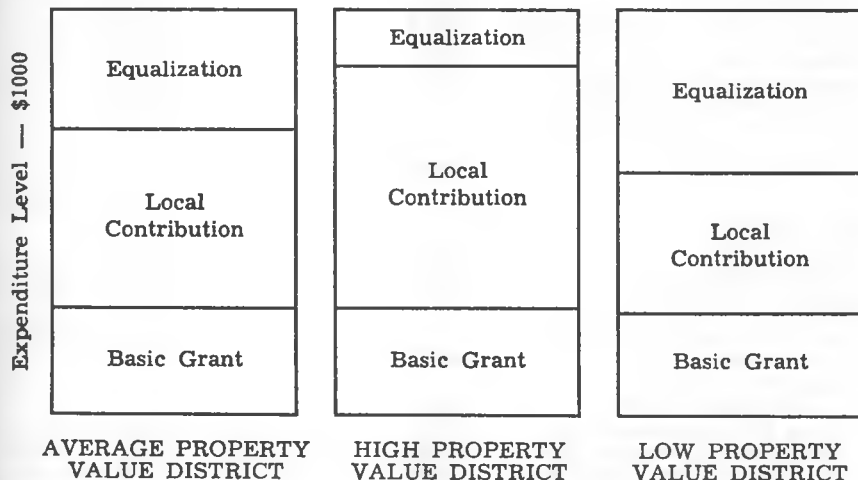 Expenditure Level — $1000
Equalization
Local
Contribution
Basic Grant
AVERAGE PROPERTY
VALUE DISTRICT
Equalization
Local
Contribution
Basic Grant
HIGH PROPERTY
VALUE DISTRICT
Equalization
Local
Contribution
Basic Grant
LOW PROPERTY
VALUE DISTRICT